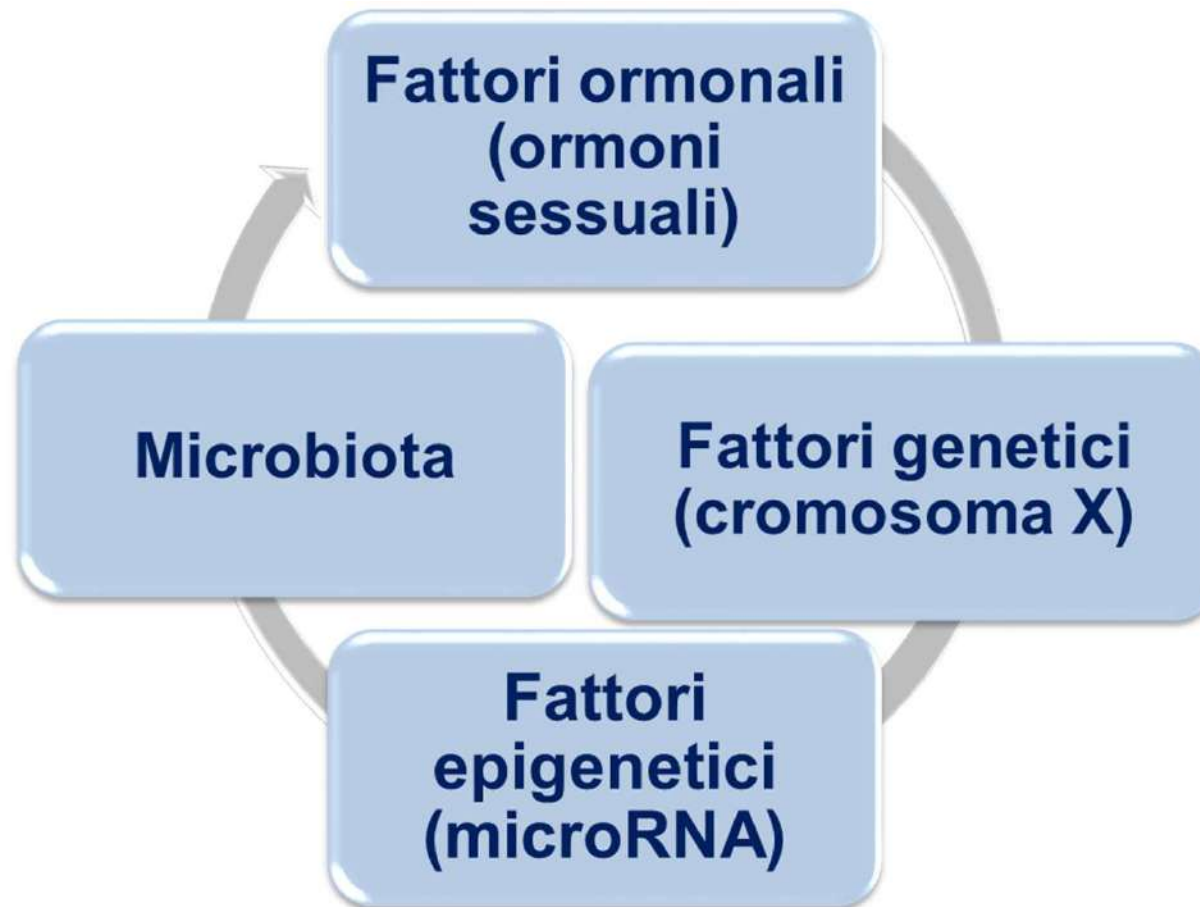 Fattori ormonali
(ormoni
sessuali)
Microbiota
Fattori genetici
(cromosoma X)
Fattori
epigenetici
(microRNA)